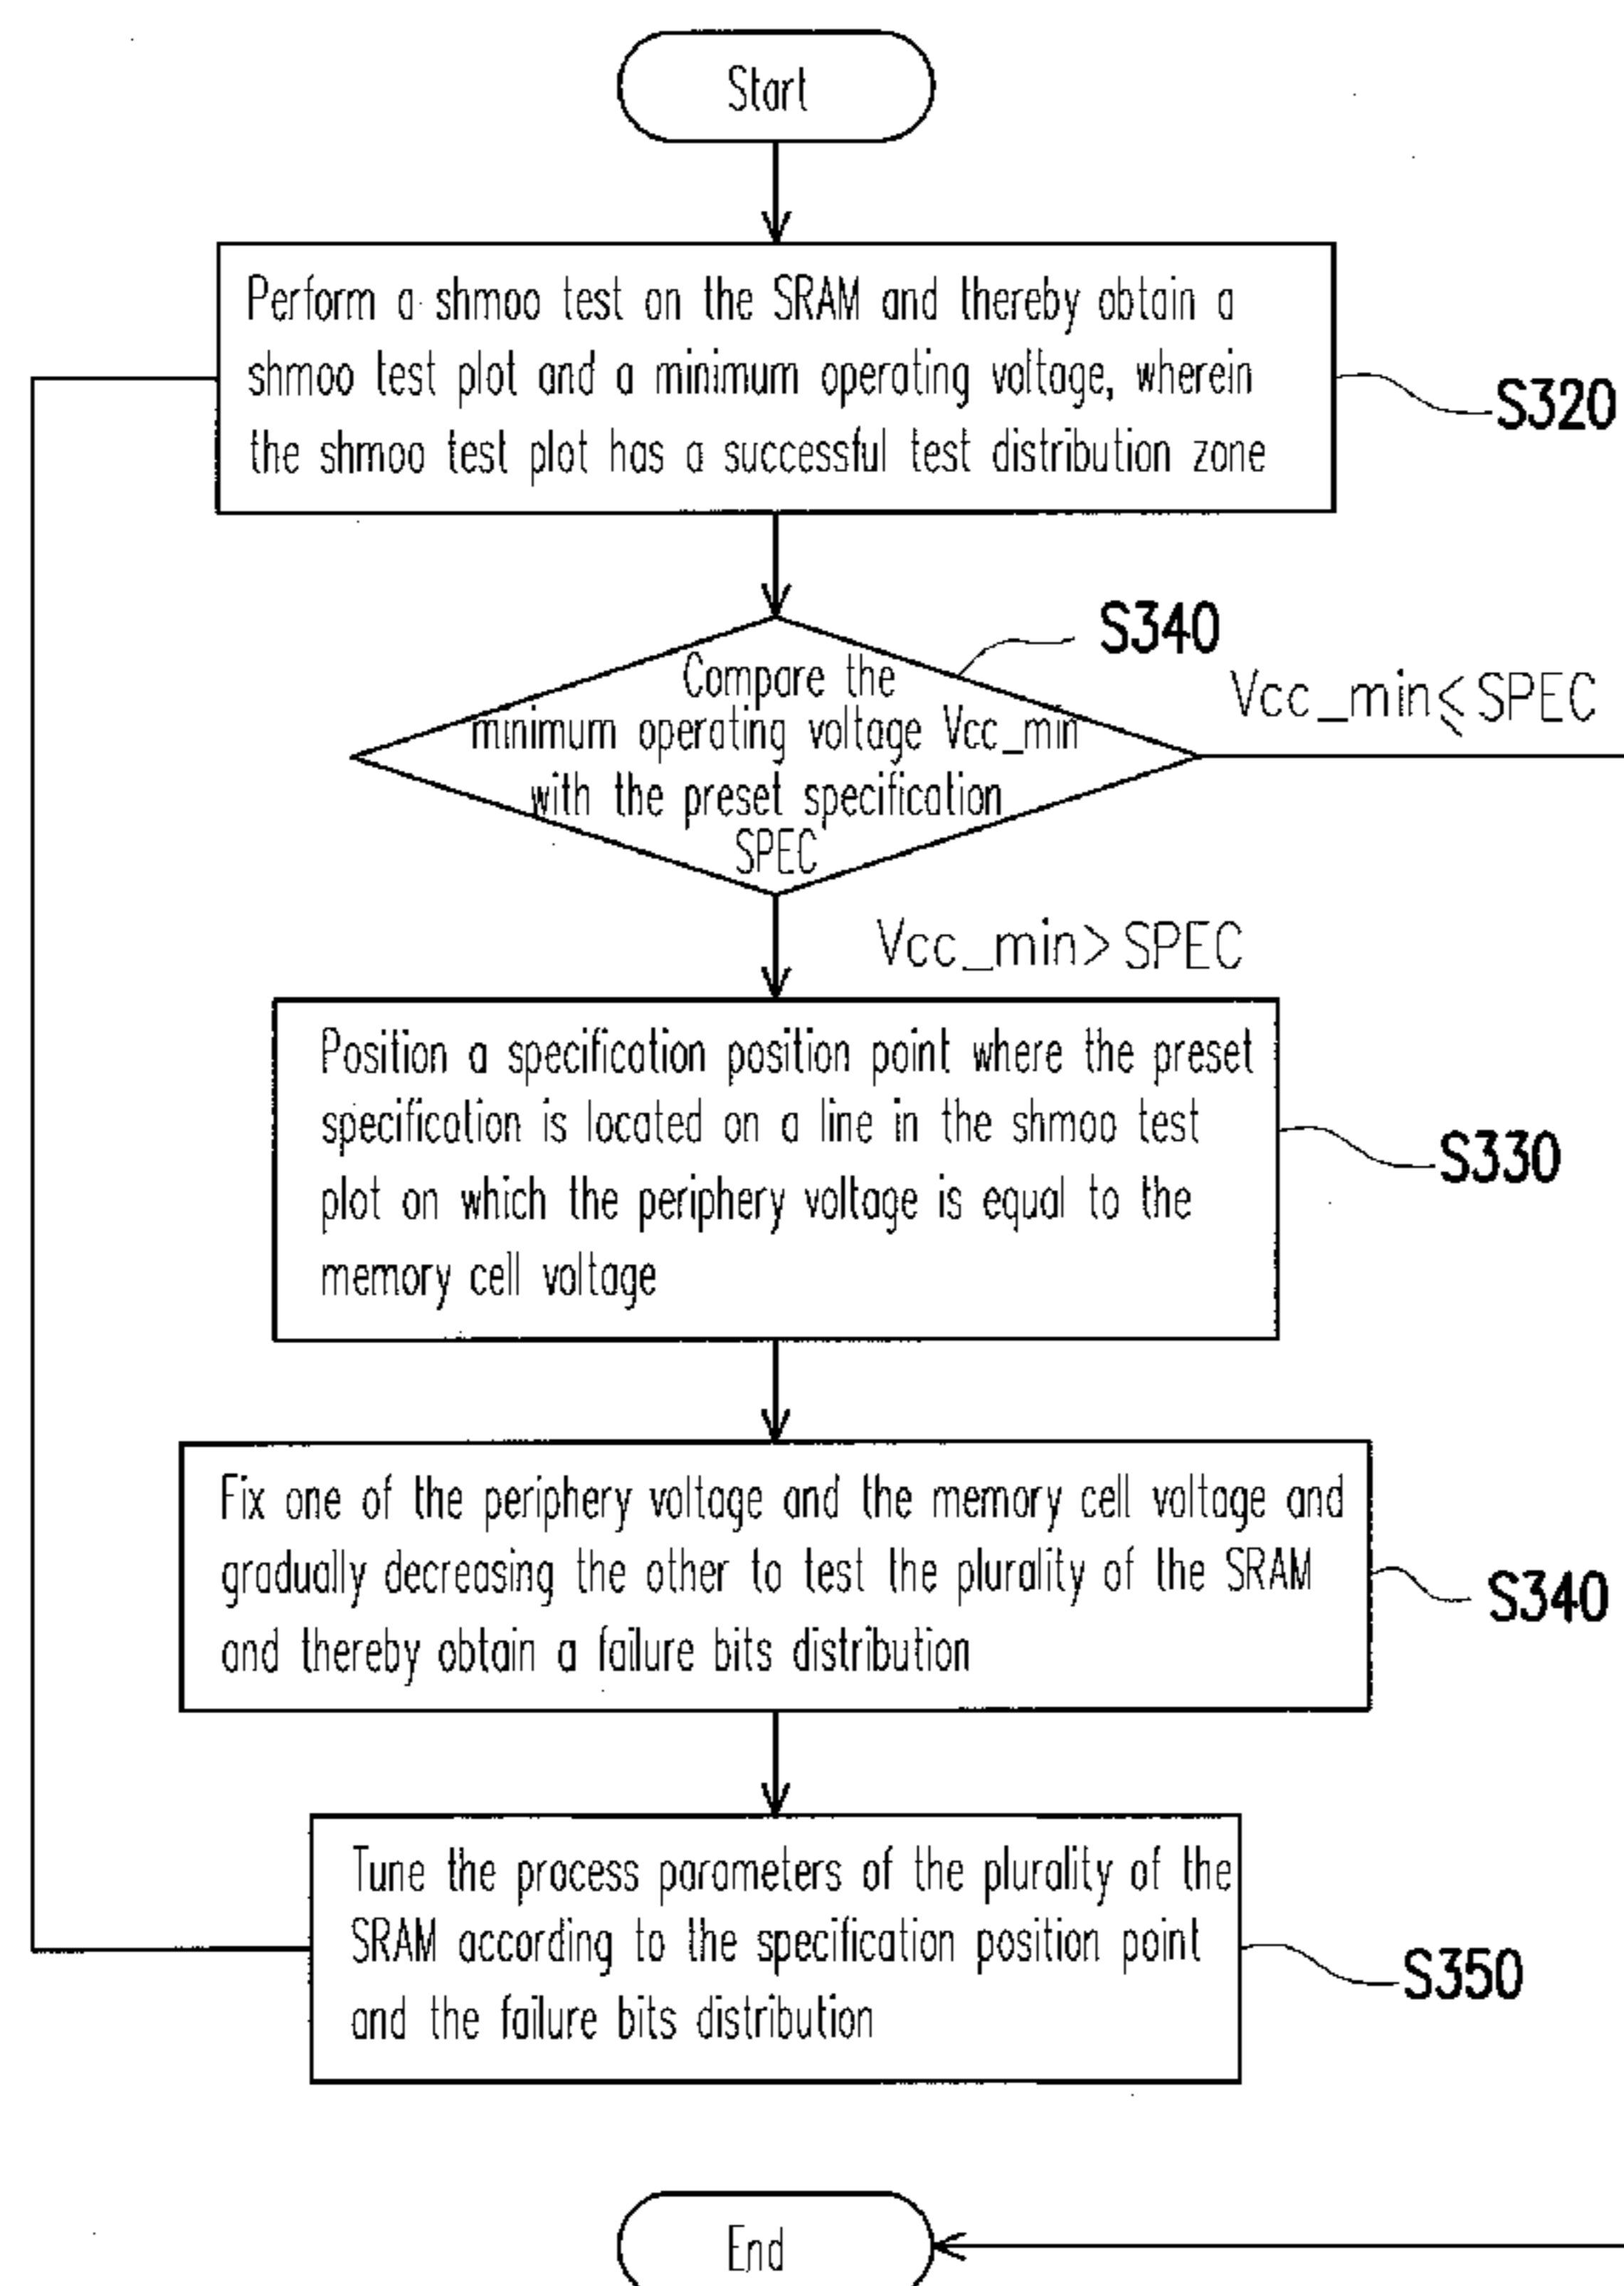 Start
Perform a shmoo test on the SRAM and thereby obtain a
shmoo test plot and a minimum operating voltage, wherein
the shmoo test plot has a successful test distribution zone
S320
S340
Compare the
minimum operating voltage Vcc_min
with the preset specification
SPEC
Vcc_min≤SPEC
Vcc_min>SPEC
Position a specification position point where the preset
specification is located on a line in the shmoo test
plot on which the periphery voltage is equal to the
memory cell voltage
S330
Fix one of the periphery voltage and the memory cell voltage and
gradually decreasing the other to test the plurality of the SRAM
and thereby obtain a failure bits distribution
S340
Tune the process parameters of the plurality of the
SRAM according to the specification position point
and the failure bits distribution
S350
End